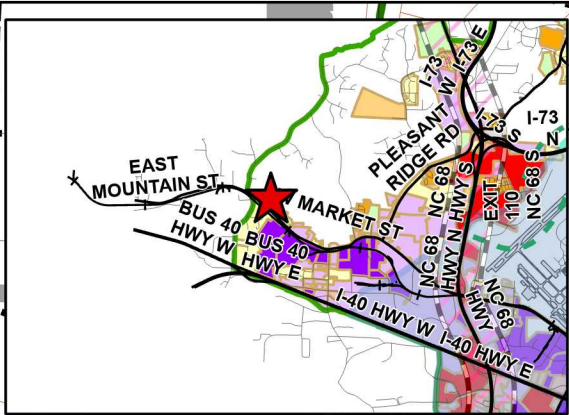 I-73 W
I-73 E
I-73 S
I-73
N
PLEASANT
RIDGE RD
EAST
MOUNTAIN ST
MARKET ST
NC 68
HWY S
EXIT
110
NC 68 S
BUS 40
HWY W
BUS 40
HWY E
NC 68
HWY N
NC 68
HWY
I-40 HWY W
I-40 HWY E